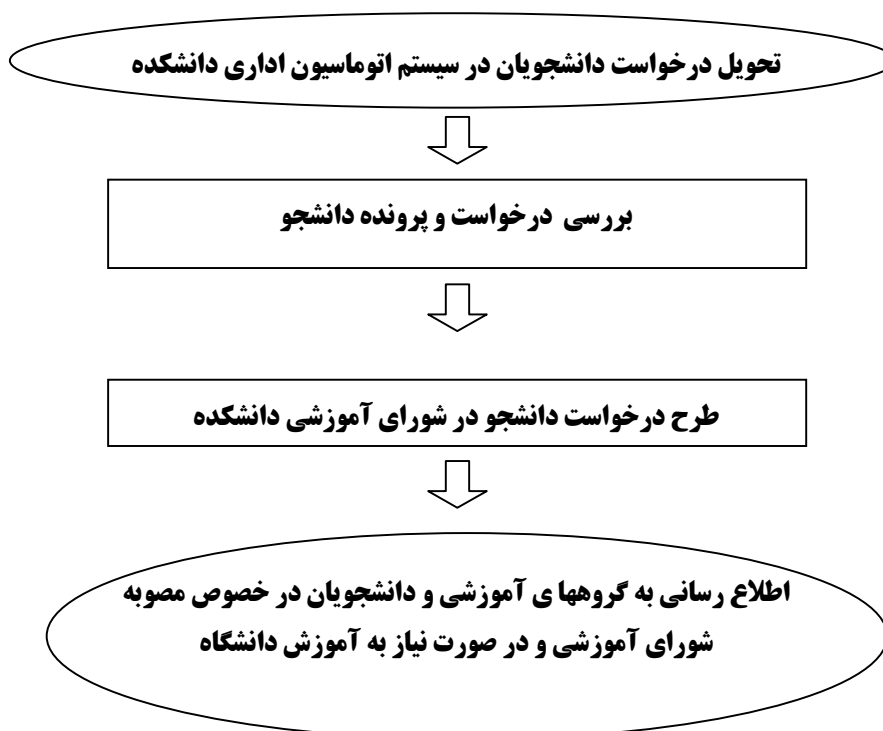 تحویل درخواست دانشجویان در سیستم اتوماسیون اداری دانشکده
بررسی درخواست و پرونده دانشجو
طرح درخواست دانشجو در شورای آموزشی دانشکده
اطلاع رسانی به گروهها ی آموزشی و دانشجویان در خصوص مصوبه
شورای آموزشی و در صورت نیاز به آموزش دانشگاه